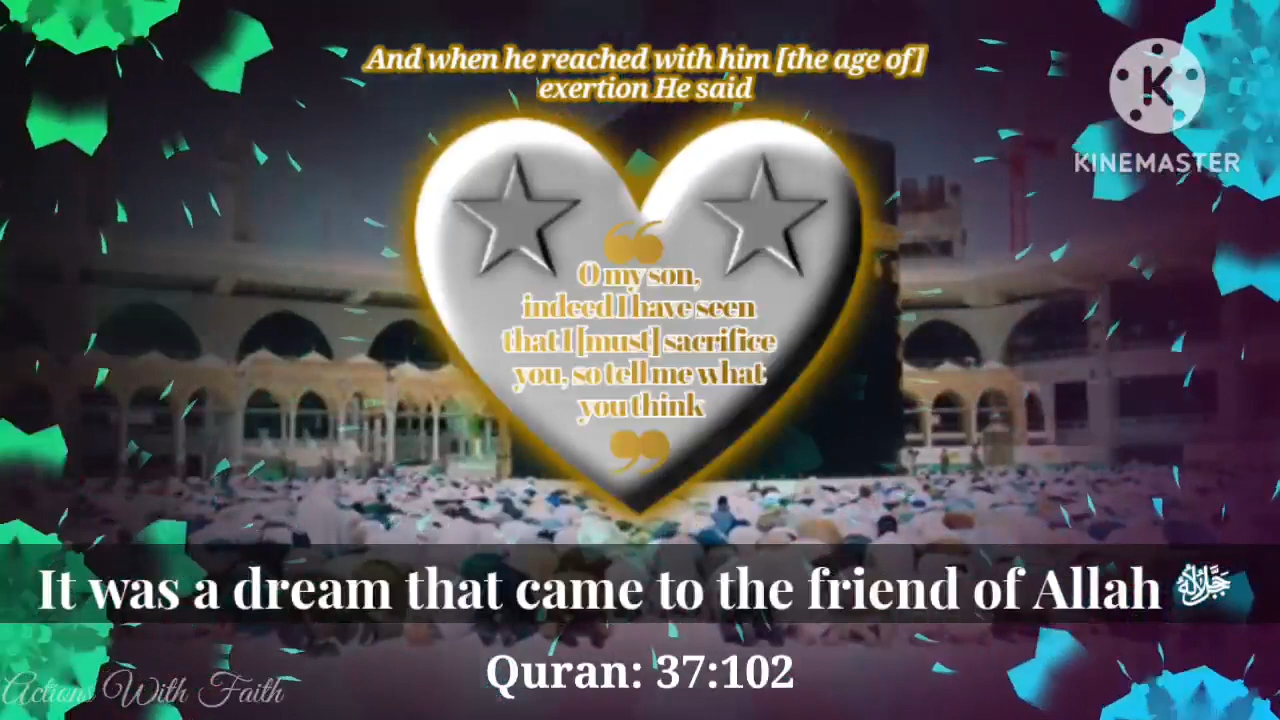 And when he reached with him [the age of]
exertion He said
K
KINEMASTER
❝
O my son,
indeed I have seen
that I [must] sacrifice
you, so tell me what
you think
❞
It was a dream that came to the friend of Allah ﷻ
Quran: 37:102
Actions With Faith